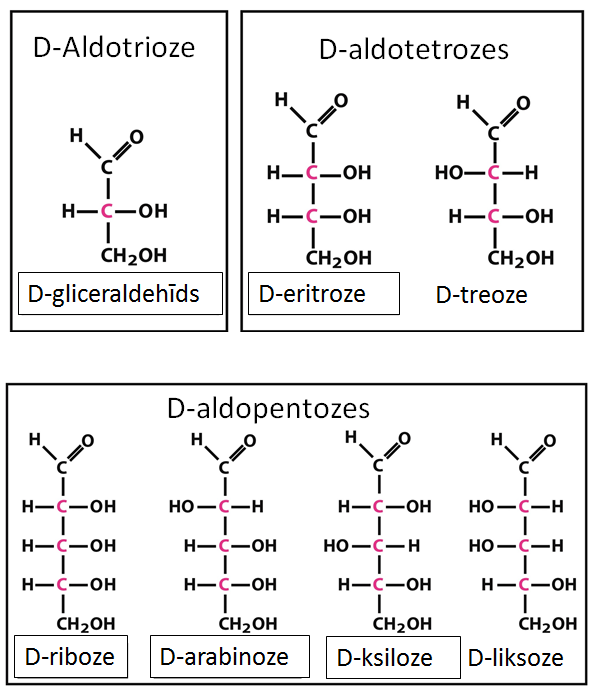 D-Aldotrioze
H O
C
H C OH
CH2OH
D-gliceraldehīds
D-aldotetrozes
H O
C
H C OH
H C OH
CH2OH
D-eritroze
H O
C
HO C H
H C OH
CH2OH
D-treoze
D-aldopentozes
H O
C
H C OH
H C OH
H C OH
CH2OH
D-riboze
H O
C
HO C H
H C OH
H C OH
CH2OH
D-arabinoze
H O
C
H C OH
HO C H
H C OH
CH2OH
D-ksiloze
H O
C
HO C H
HO C H
H C OH
CH2OH
D-liksoze